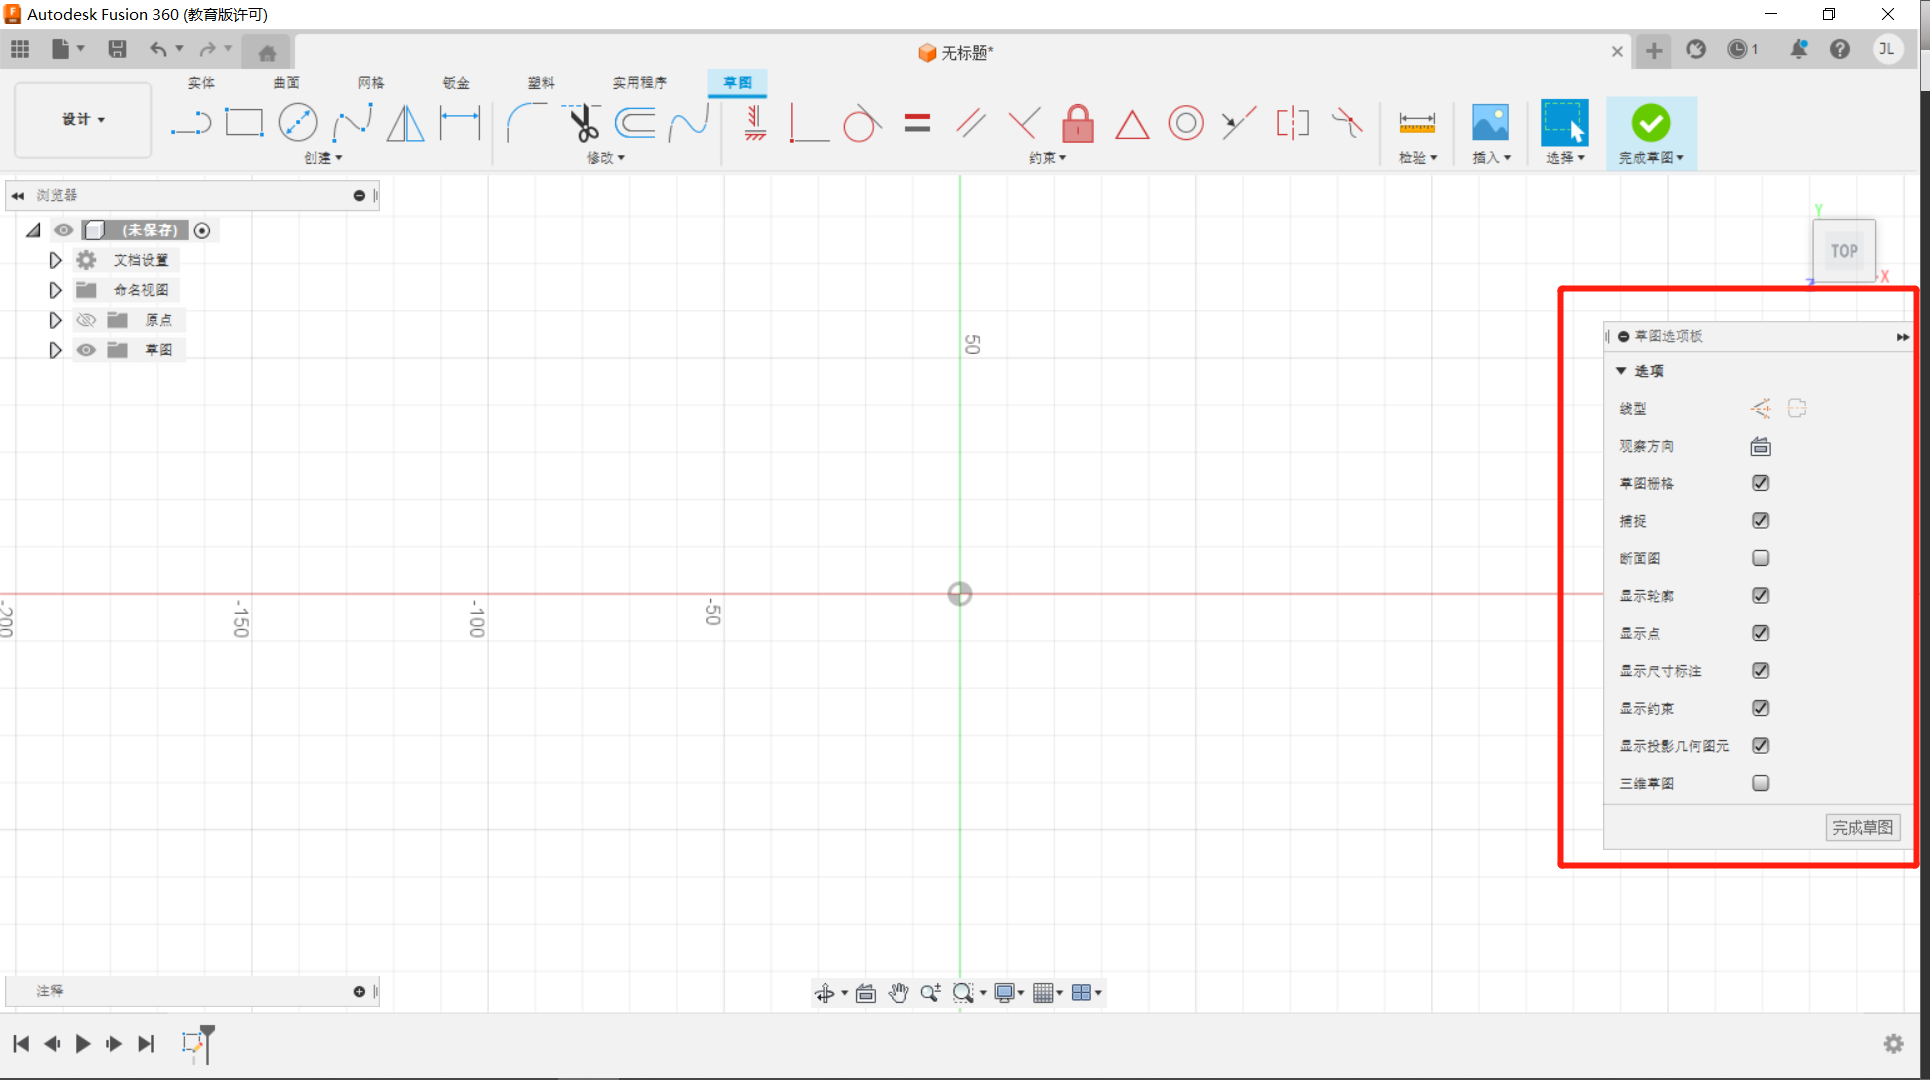 Autodesk Fusion 360 (教育版许可)
无标题*
1
JL
实体 曲面 网格 钣金 塑料 实用程序 草图
设计
创建 修改 约束 检验 插入 选择 完成草图
浏览器
(未保存)
文档设置
命名视图
原点
草图
Y
TOP
X
Z
50
-200
-150
-100
-50
草图选项板
选项
线型
观察方向
草图栅格
捕捉
断面图
显示轮廓
显示点
显示尺寸标注
显示约束
显示投影几何图元
三维草图
完成草图
注释